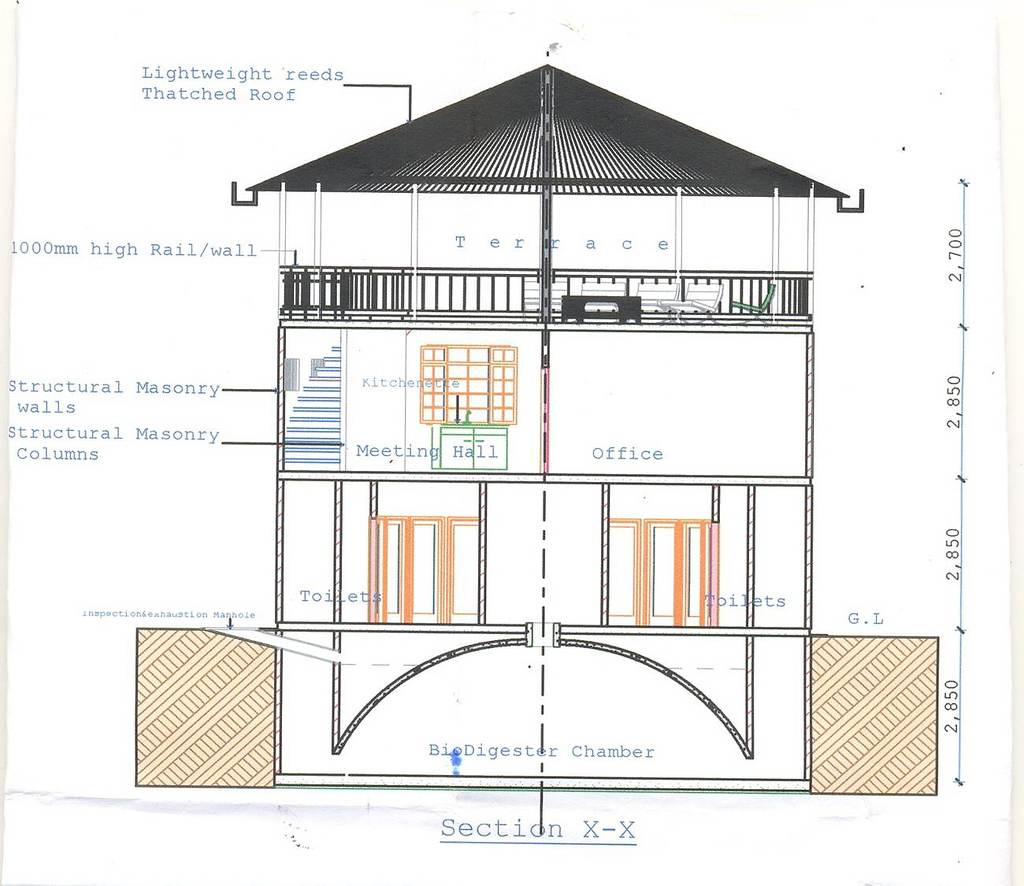 Lightweight reeds
Thatched Roof
1000mm high Rail/wall
Terrace
2,700
Structural Masonry
walls
Structural Masonry
Columns
Kitchenette
Meeting Hall
Office
2,850
Toilets
Toilets
2,850
Inspection&exhaustion Manhole
G.L
BioDigester Chamber
2,850
Section X-X